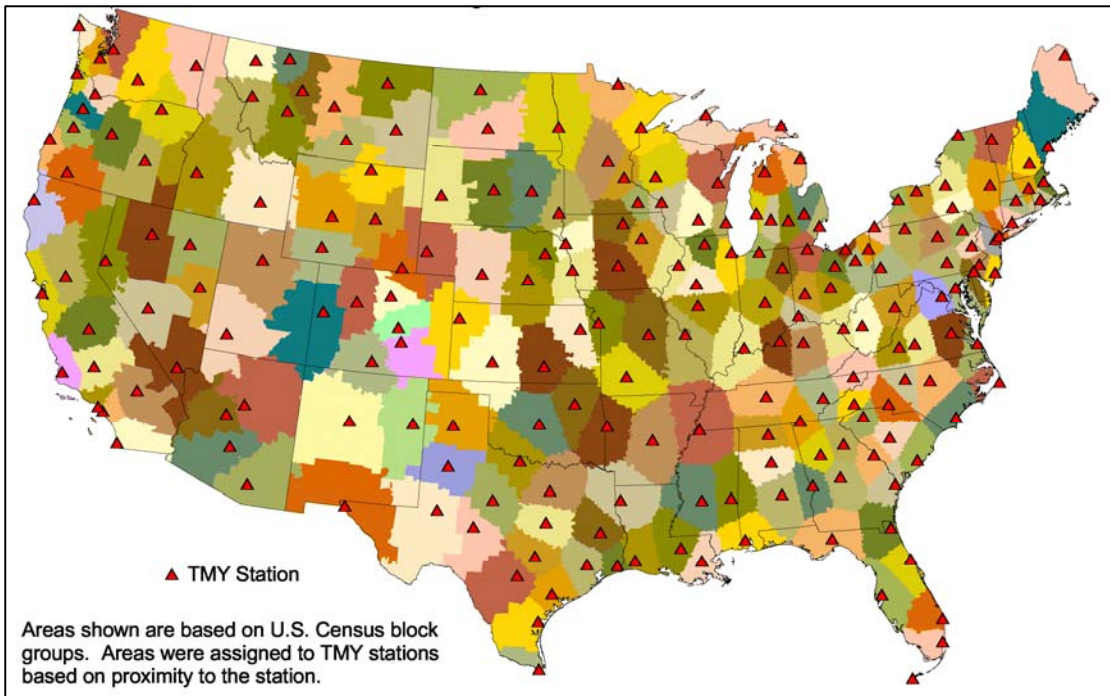 TMY Station
Areas shown are based on U.S. Census block
groups. Areas were assigned to TMY stations
based on proximity to the station.